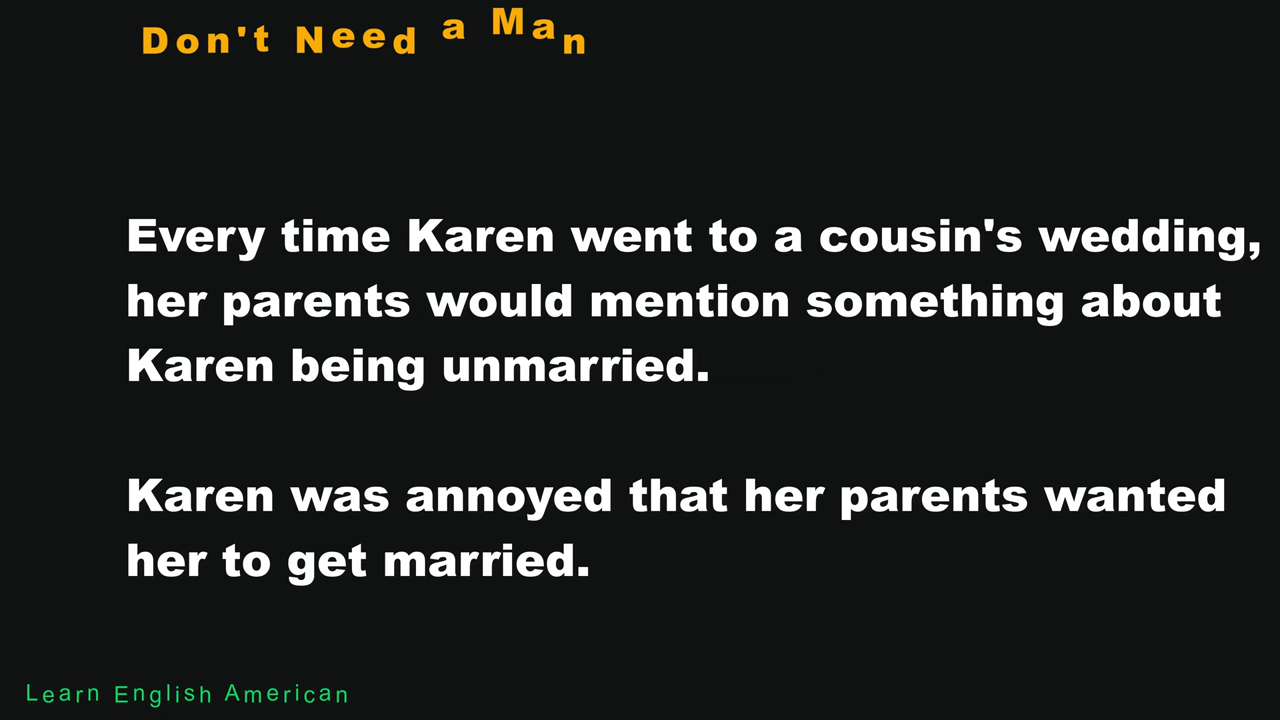 Don't Need a Man
Every time Karen went to a cousin's wedding,
her parents would mention something about
Karen being unmarried.
Karen was annoyed that her parents wanted
her to get married.
Learn English American